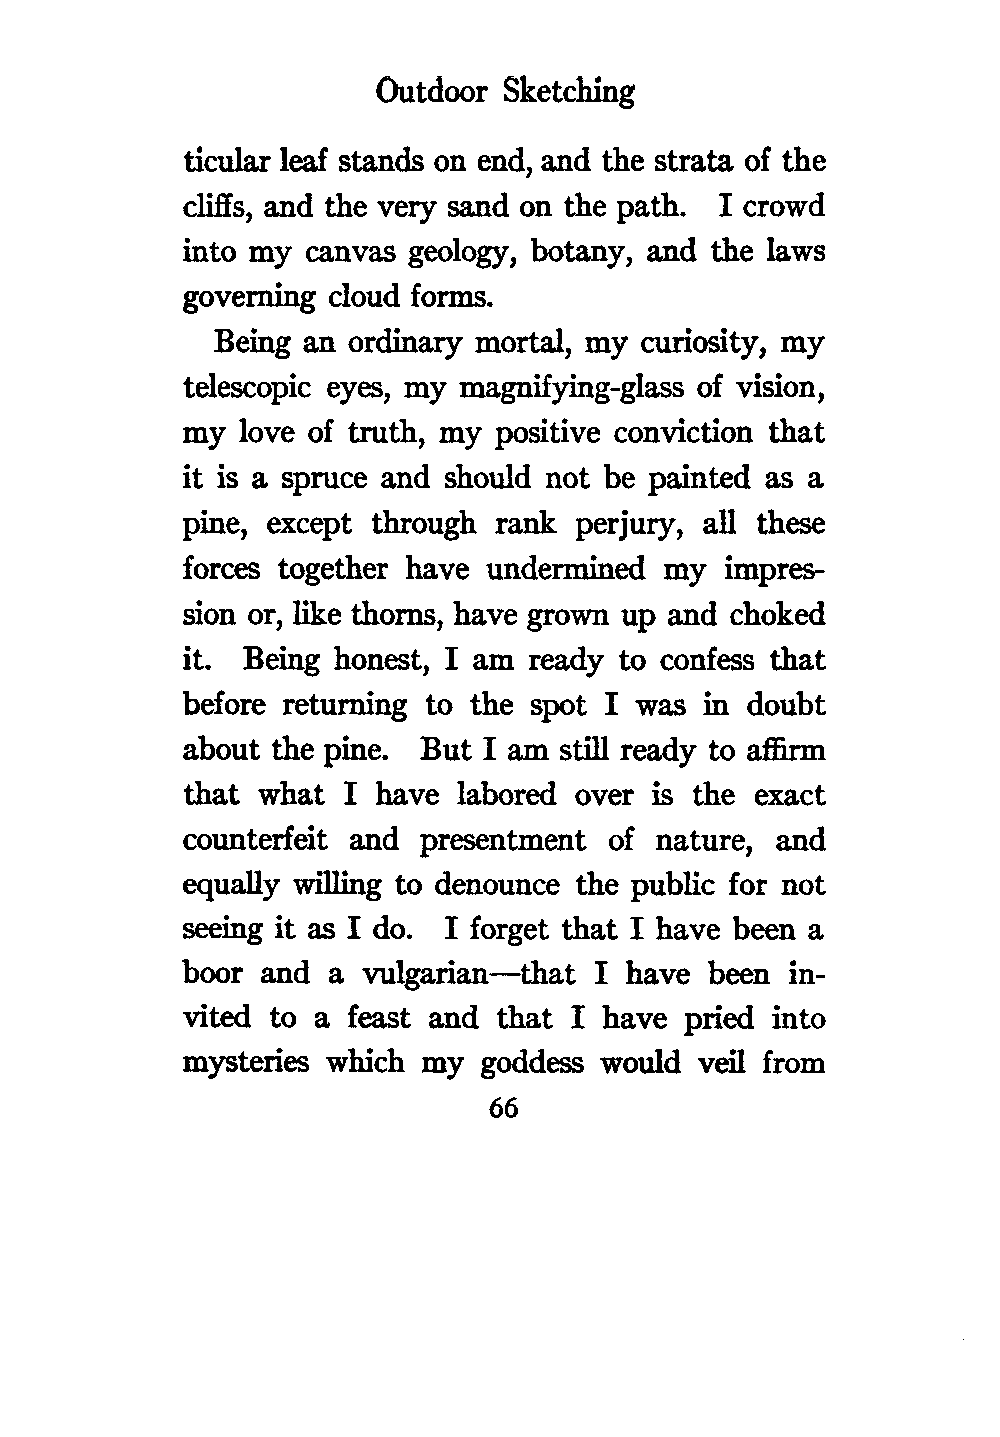 Outdoor Sketching
ticular leaf stands on end, and the strata of the
cliffs, and the very sand on the path. I crowd
into my canvas geology, botany, and the laws
governing cloud forms.
Being an ordinary mortal, my curiosity, my
telescopic eyes, my magnifying-glass of vision,
my love of truth, my positive conviction that
it is a spruce and should not be painted as a
pine, except through rank perjury, all these
forces together have undermined my impres-
sion or, like thorns, have grown up and choked
it. Being honest, I am ready to confess that
before returning to the spot I was in doubt
about the pine. But I am still ready to affirm
that what I have labored over is the exact
counterfeit and presentment of nature, and
equally willing to denounce the public for not
seeing it as I do. I forget that I have been a
boor and a vulgarian—that I have been in-
vited to a feast and that I have pried into
mysteries which my goddess would veil from
66